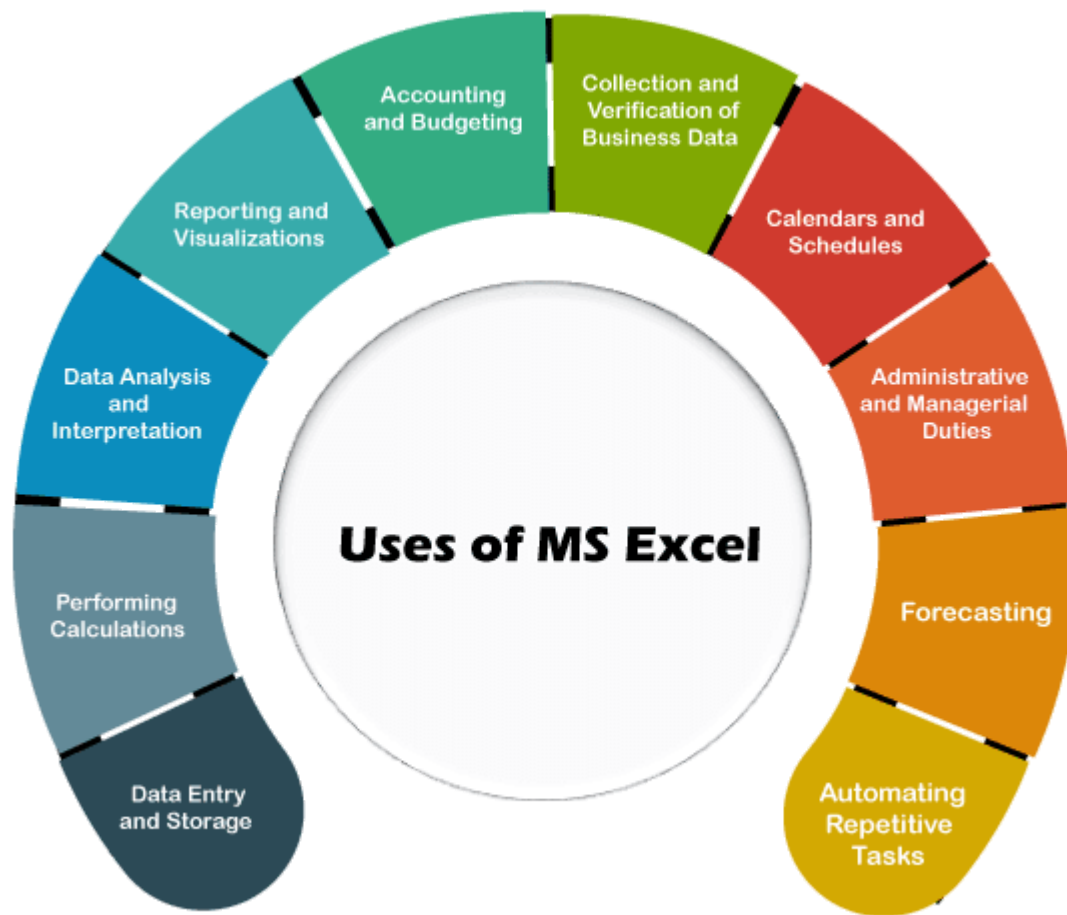 Uses of MS Excel
Data Entry
and Storage
Performing
Calculations
Data Analysis
and
Interpretation
Reporting and
Visualizations
Accounting
and Budgeting
Collection and
Verification of
Business Data
Calendars and
Schedules
Administrative
and Managerial
Duties
Forecasting
Automating
Repetitive
Tasks